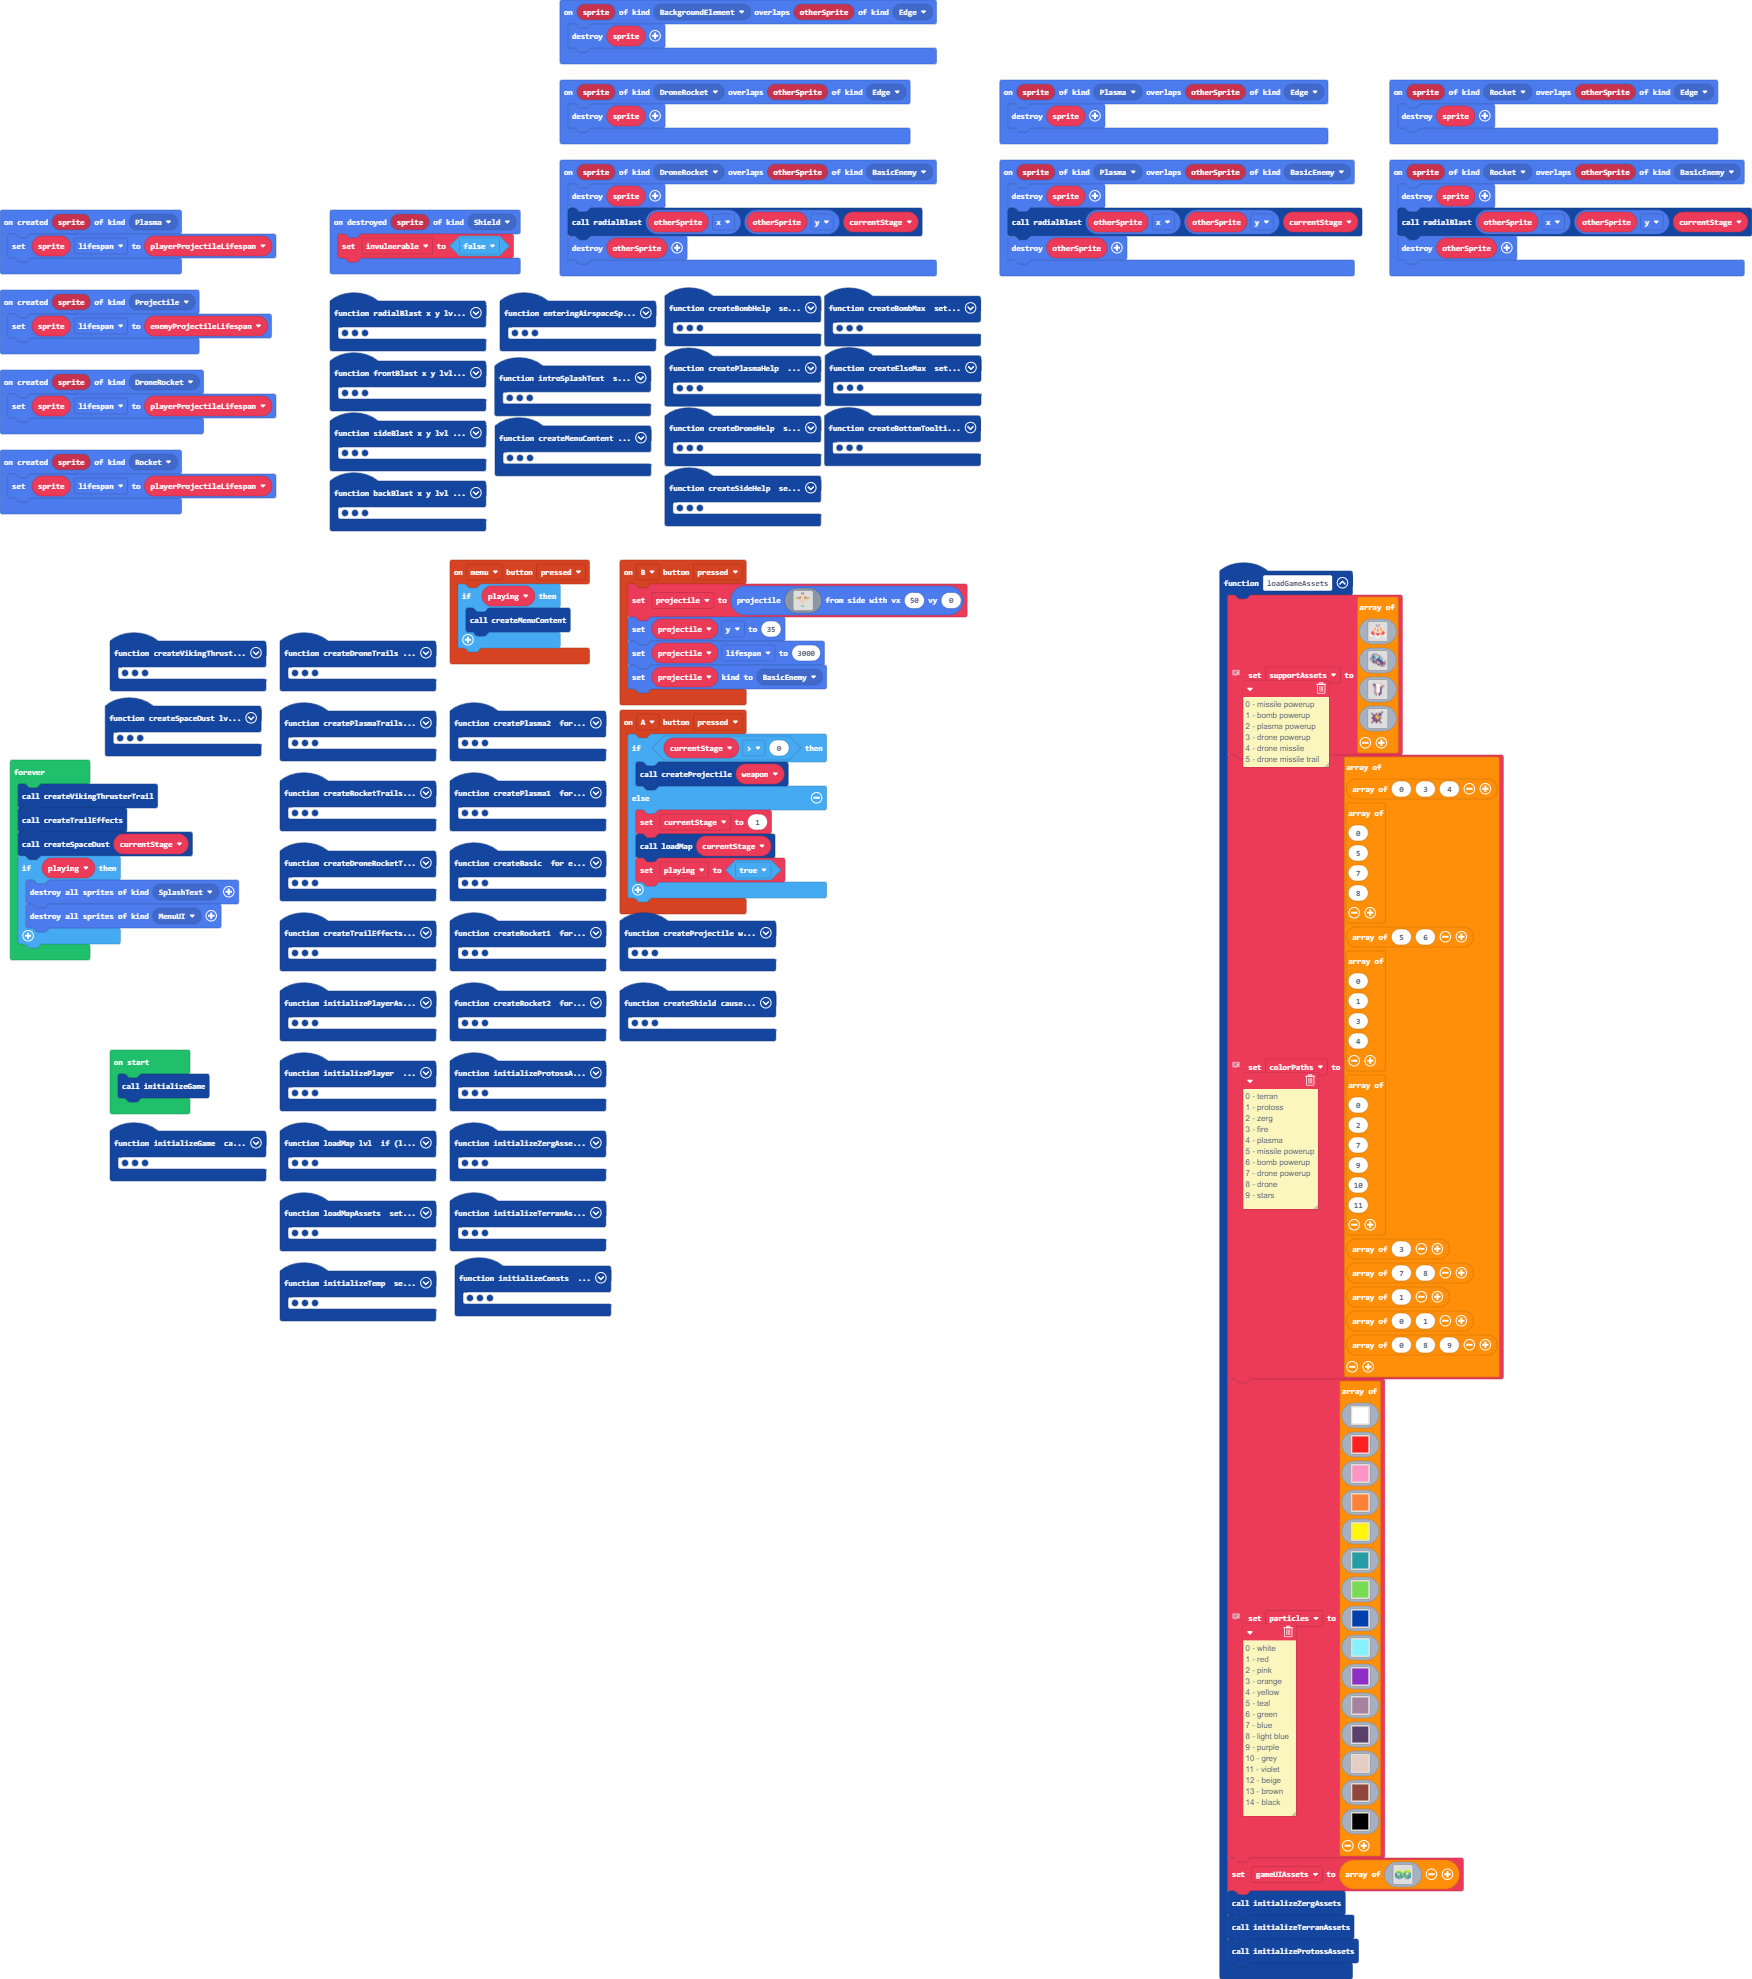 on sprite of kind BackgroundElement overlaps otherSprite of kind Edge
destroy sprite
on sprite of kind DroneRocket overlaps otherSprite of kind Edge
destroy sprite
on sprite of kind Plasma overlaps otherSprite of kind Edge
destroy sprite
on sprite of kind Rocket overlaps otherSprite of kind Edge
destroy sprite
on sprite of kind DroneRocket overlaps otherSprite of kind BasicEnemy
destroy sprite
call radialBlast otherSprite x otherSprite y currentStage
destroy otherSprite
on sprite of kind Plasma overlaps otherSprite of kind BasicEnemy
destroy sprite
call radialBlast otherSprite x otherSprite y currentStage
destroy otherSprite
on sprite of kind Rocket overlaps otherSprite of kind BasicEnemy
destroy sprite
call radialBlast otherSprite x otherSprite y currentStage
destroy otherSprite
on created sprite of kind Plasma
set sprite lifespan to playerProjectileLifespan
on created sprite of kind Projectile
set sprite lifespan to enemyProjectileLifespan
on created sprite of kind DroneRocket
set sprite lifespan to playerProjectileLifespan
on created sprite of kind Rocket
set sprite lifespan to playerProjectileLifespan
on destroyed sprite of kind Shield
set invulnerable to false
function radialBlast x y lv...
function frontBlast x y lvl...
function sideBlast x y lvl ...
function backBlast x y lvl ...
function enteringAirspaceSp...
function introSplashText s...
function createMenuContent ...
function createBombHelp se...
function createPlasmaHelp ...
function createDroneHelp s...
function createSideHelp se...
function createBombMax set...
function createElseMax set...
function createBottomToolti...
on menu button pressed
if playing then
call createMenuContent
on B button pressed
set projectile to projectile from side with vx 50 vy 0
set projectile y to 35
set projectile lifespan to 3000
set projectile kind to BasicEnemy
on A button pressed
if currentStage > 0 then
call createProjectile weapon
else
set currentStage to 1
call loadMap currentStage
set playing to true
function createProjectile w...
function createShield cause...
function createVikingThrust...
function createSpaceDust lv...
forever
call createVikingThrusterTrail
call createTrailEffects
call createSpaceDust currentStage
if playing then
destroy all sprites of kind SplashText
destroy all sprites of kind MenuUI
on start
call initializeGame
function initializeGame ca...
function createDroneTrails ...
function createPlasmaTrails...
function createRocketTrails...
function createDroneRocketT...
function createTrailEffects...
function initializePlayerAs...
function initializePlayer ...
function loadMap lvl if (l...
function loadMapAssets set...
function initializeTemp se...
function createPlasma2 for...
function createPlasma1 for...
function createBasic for e...
function createRocket1 for...
function createRocket2 for...
function initializeProtossA...
function initializeZergAsse...
function initializeTerranAs...
function initializeConsts ...
function loadGameAssets
set supportAssets to
array of
0 - missile powerup
1 - bomb powerup
2 - plasma powerup
3 - drone powerup
4 - drone missile
5 - drone missile trail
set colorPaths to
0 - terran
1 - protoss
2 - zerg
3 - fire
4 - plasma
5 - missile powerup
6 - bomb powerup
7 - drone powerup
8 - drone
9 - stars
array of
array of 0 3 4
array of
0
5
7
8
array of 5 6
array of
0
1
3
4
array of
0
2
7
9
10
11
array of 3
array of 7 8
array of 1
array of 0 1
array of 0 8 9
set particles to
array of
0 - white
1 - red
2 - pink
3 - orange
4 - yellow
5 - teal
6 - green
7 - blue
8 - light blue
9 - purple
10 - grey
11 - violet
12 - beige
13 - brown
14 - black
set gameUIAssets to array of
call initializeZergAssets
call initializeTerranAssets
call initializeProtossAssets